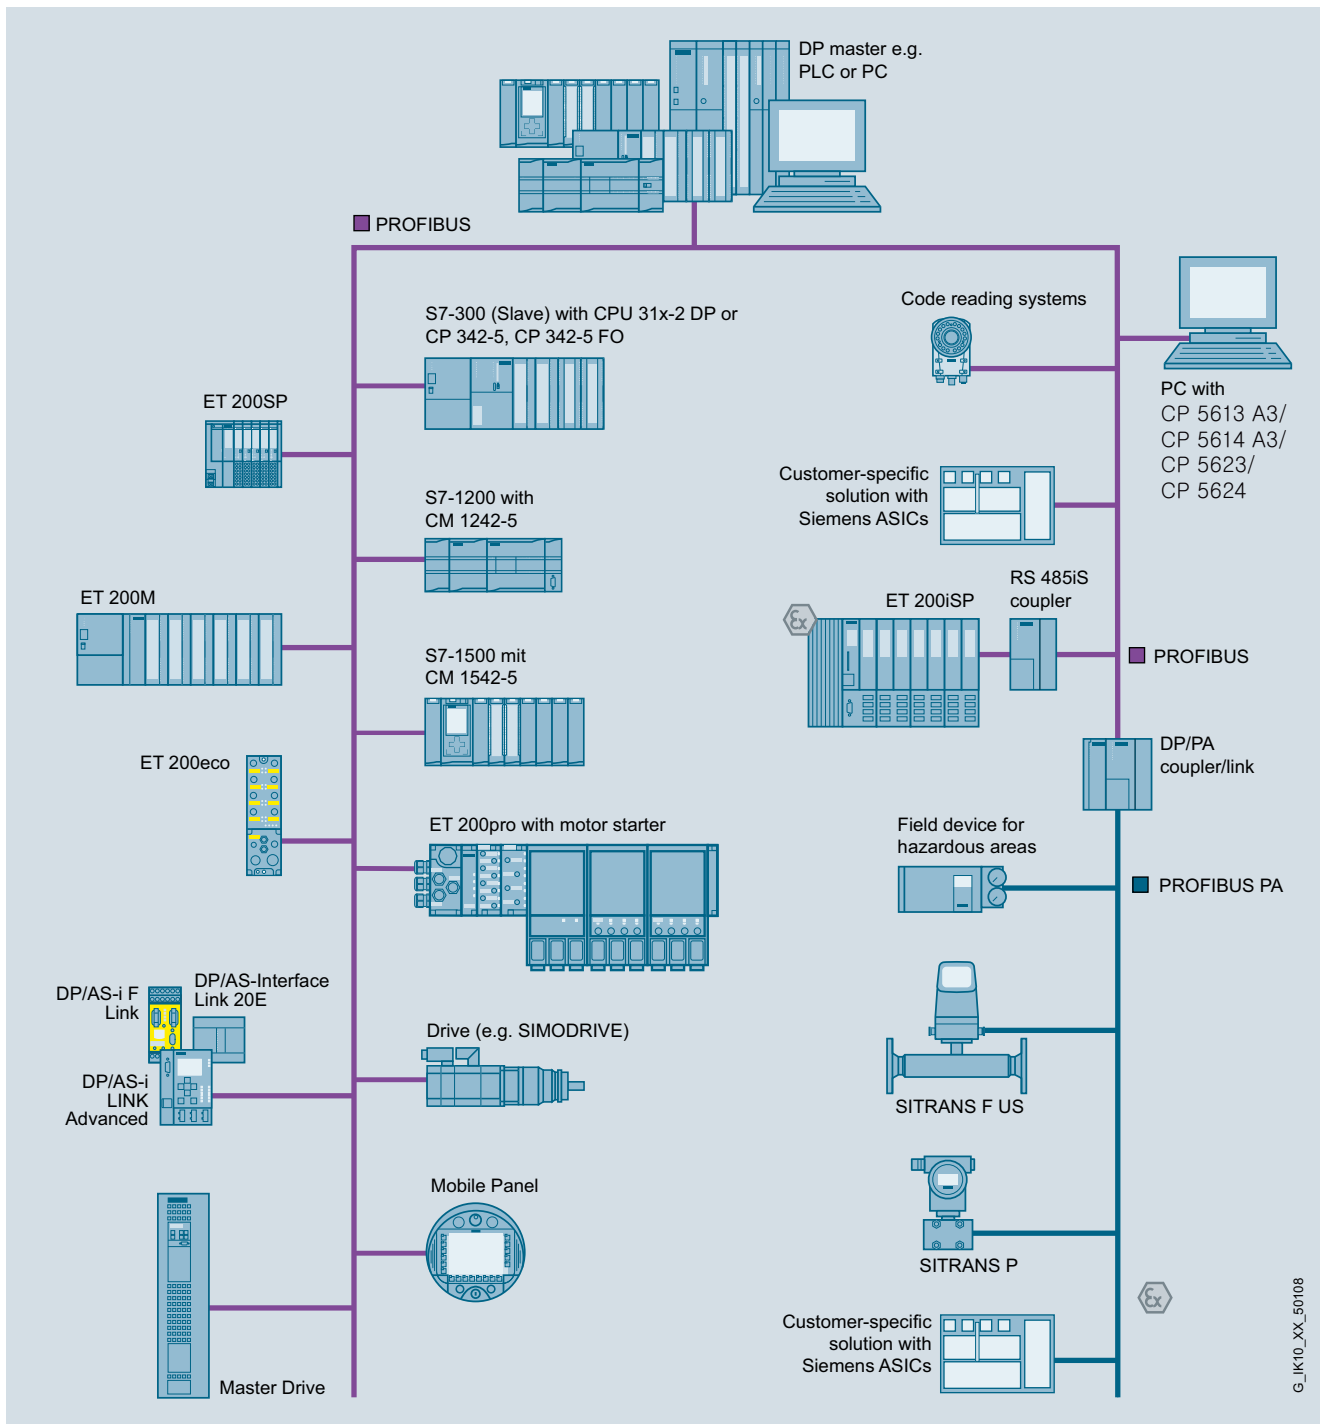 DP master e.g.
PLC or PC
PROFIBUS
S7-300 (Slave) with CPU 31x-2 DP or
CP 342-5, CP 342-5 FO
ET 200SP
S7-1200 with
CM 1242-5
ET 200M
S7-1500 mit
CM 1542-5
ET 200eco
ET 200pro with motor starter
DP/AS-i F
Link
DP/AS-Interface
Link 20E
DP/AS-i
LINK
Advanced
Drive (e.g. SIMODRIVE)
Mobile Panel
Master Drive
Code reading systems
PC with
CP 5613 A3/
CP 5614 A3/
CP 5623/
CP 5624
Customer-specific
solution with
Siemens ASICs
RS 485iS
coupler
ET 200iSP
Ex
PROFIBUS
DP/PA
coupler/link
Field device for
hazardous areas
PROFIBUS PA
SITRANS F US
SITRANS P
Ex
Customer-specific
solution with
Siemens ASICs
G_IK10_XX_50108